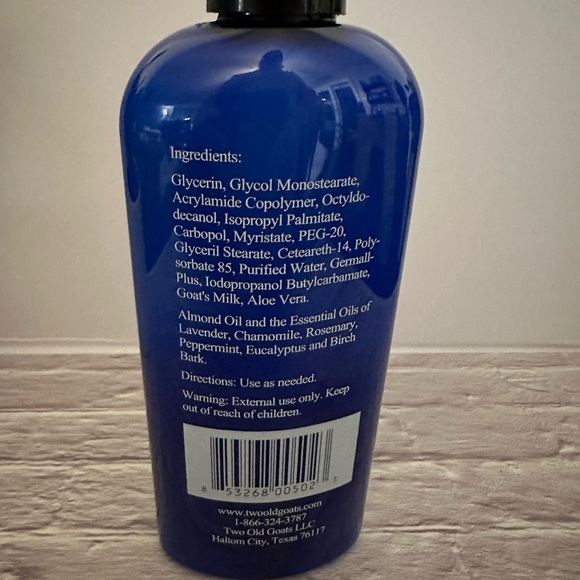 Ingredients:
Glycerin, Glycol Monostearate,
Acrylamide Copolymer, Octyldo-
decanol, Isopropyl Palmitate,
Carbopol, Myristate, PEG-20,
Glyceril Stearate, Ceteareth-14, Poly-
sorbate 85, Purified Water, Germall-
Plus, Iodopropanol Butylcarbamate,
Goat's Milk, Aloe Vera.
Almond Oil and the Essential Oils of
Lavender, Chamomile, Rosemary,
Peppermint, Eucalyptus and Birch
Bark.
Directions: Use as needed.
Warning: External use only. Keep
out of reach of children.
8 53268 00502 3
www.twooldgoats.com
1-866-324-3787
Two Old Goats LLC
Haltom City, Texas 76117